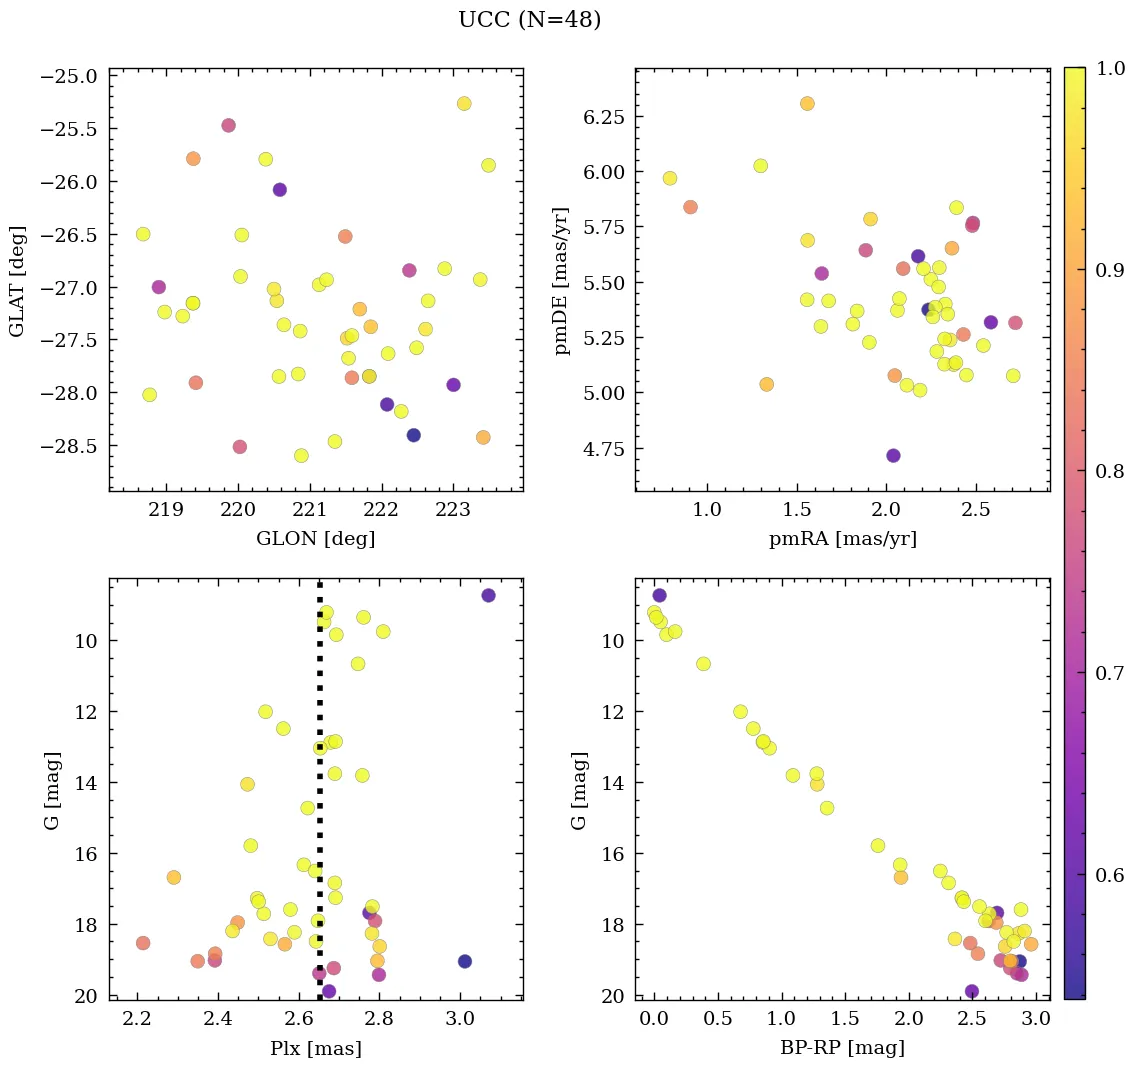 UCC (N=48)
−25.0
−25.5
−26.0
−26.5
−27.0
−27.5
−28.0
−28.5
GLAT [deg]
219 220 221 222 223
GLON [deg]
6.25
6.00
5.75
5.50
5.25
5.00
4.75
pmDE [mas/yr]
1.0 1.5 2.0 2.5
pmRA [mas/yr]
1.0
0.9
0.8
0.7
0.6
10
12
14
16
18
20
G [mag]
2.2 2.4 2.6 2.8 3.0
Plx [mas]
10
12
14
16
18
20
G [mag]
0.0 0.5 1.0 1.5 2.0 2.5 3.0
BP-RP [mag]